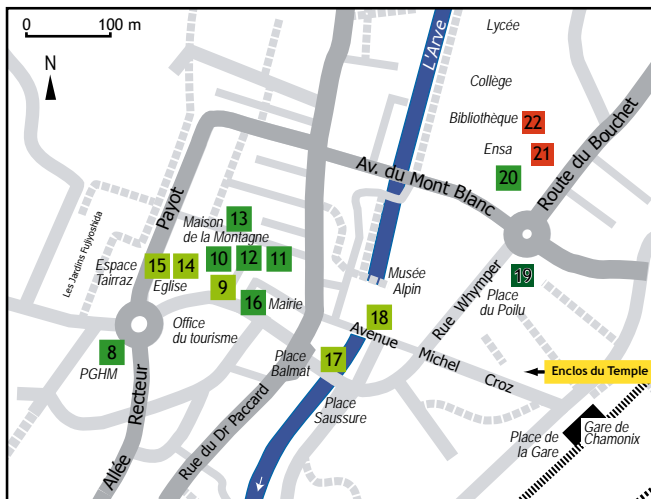 0 100 m
N
L'Arve
Lycée
Collège
Bibliothèque
22
Ensa
21
20
Route du Bouchet
Av. du Mont Blanc
Payot
Les Jardins Fujiyoshida
Maison
de la Montagne
13
10
12
11
Espace
Tairraz
15
14
Eglise
9
16
Mairie
Office
du tourisme
8
PGHM
Allée
Recteur
Rue du Dr Paccard
Place
Balmat
17
Place
Saussure
Musée
Alpin
18
Avenue
Michel
Croz
Rue Whymper
19
Place
du Poilu
Enclos du Temple
Place de
la Gare
Gare de
Chamonix